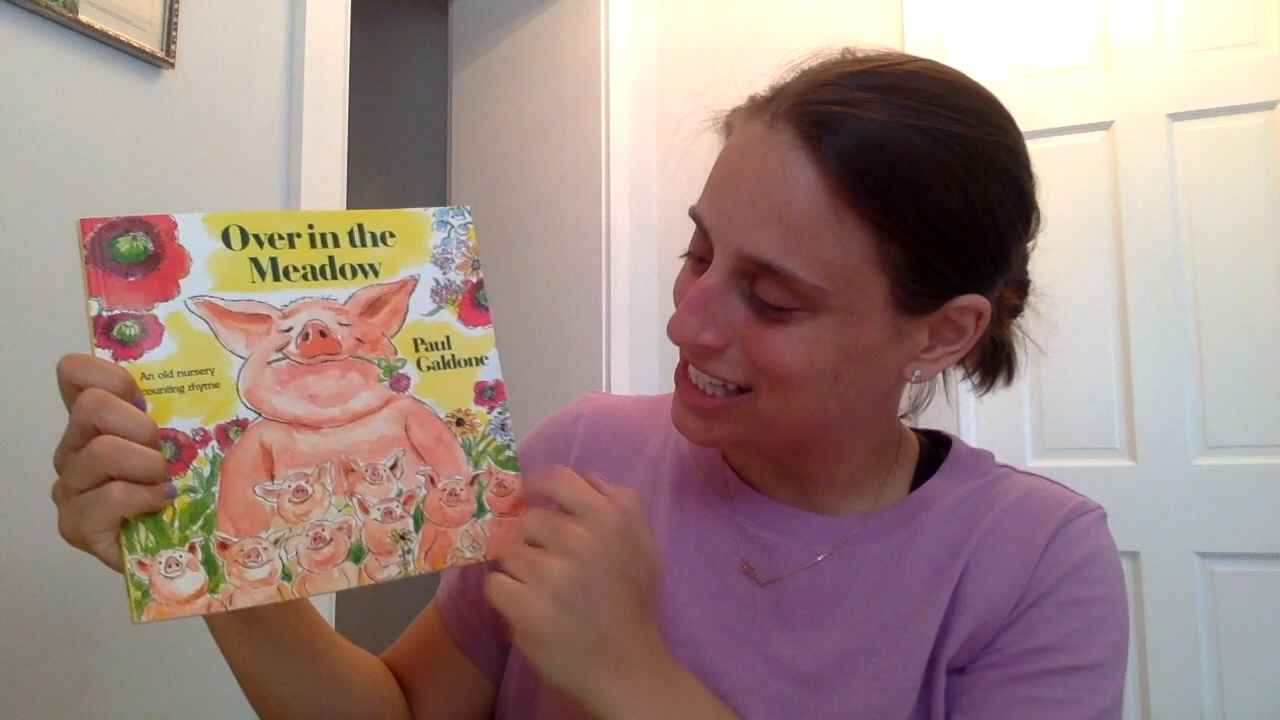 Over in the
Meadow
Paul
Galdone
An old nursery
counting rhyme